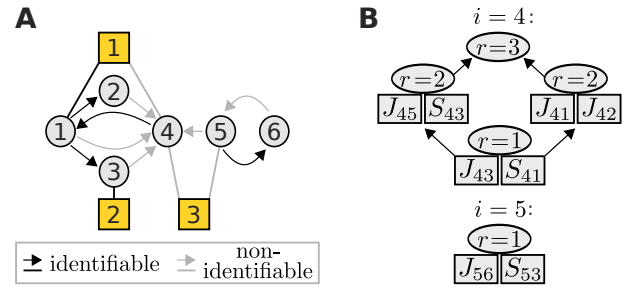 A
1
2
1
4
5
6
3
2
3
identifiable
non-
identifiable
B
i = 4:
r=3
r=2
r=2
J45 S43
J41 J42
r=1
J43 S41
i = 5:
r=1
J56 S53